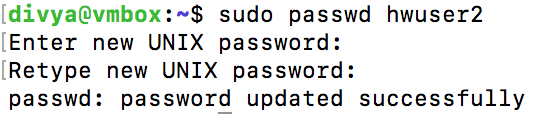 [divya@vmbox:~$ sudo passwd hwuser2
[Enter new UNIX password:
[Retype new UNIX password:
passwd: password updated successfully